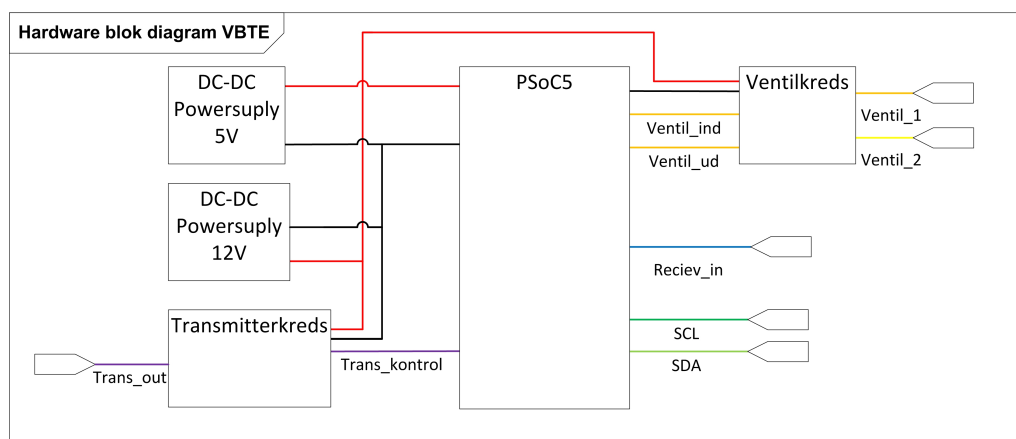 Hardware blok diagram VBTE
DC-DC
Powersuply
5V
PSoC5
Ventilkreds
Ventil_1
Ventil_ind
Ventil_ud
Ventil_2
DC-DC
Powersuply
12V
Reciev_in
Transmitterkreds
SCL
Trans_kontrol
SDA
Trans_out